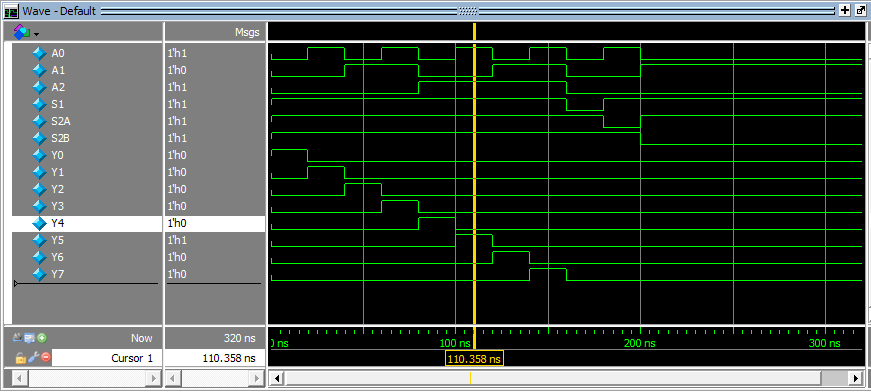 Wave - Default
Msgs
A0 1'h1
A1 1'h0
A2 1'h1
S1 1'h1
S2A 1'h1
S2B 1'h1
Y0 1'h0
Y1 1'h0
Y2 1'h0
Y3 1'h0
Y4 1'h0
Y5 1'h1
Y6 1'h0
Y7 1'h0
Now 320 ns 0 ns 100 ns 200 ns 300 ns
Cursor 1 110.358 ns 110.358 ns